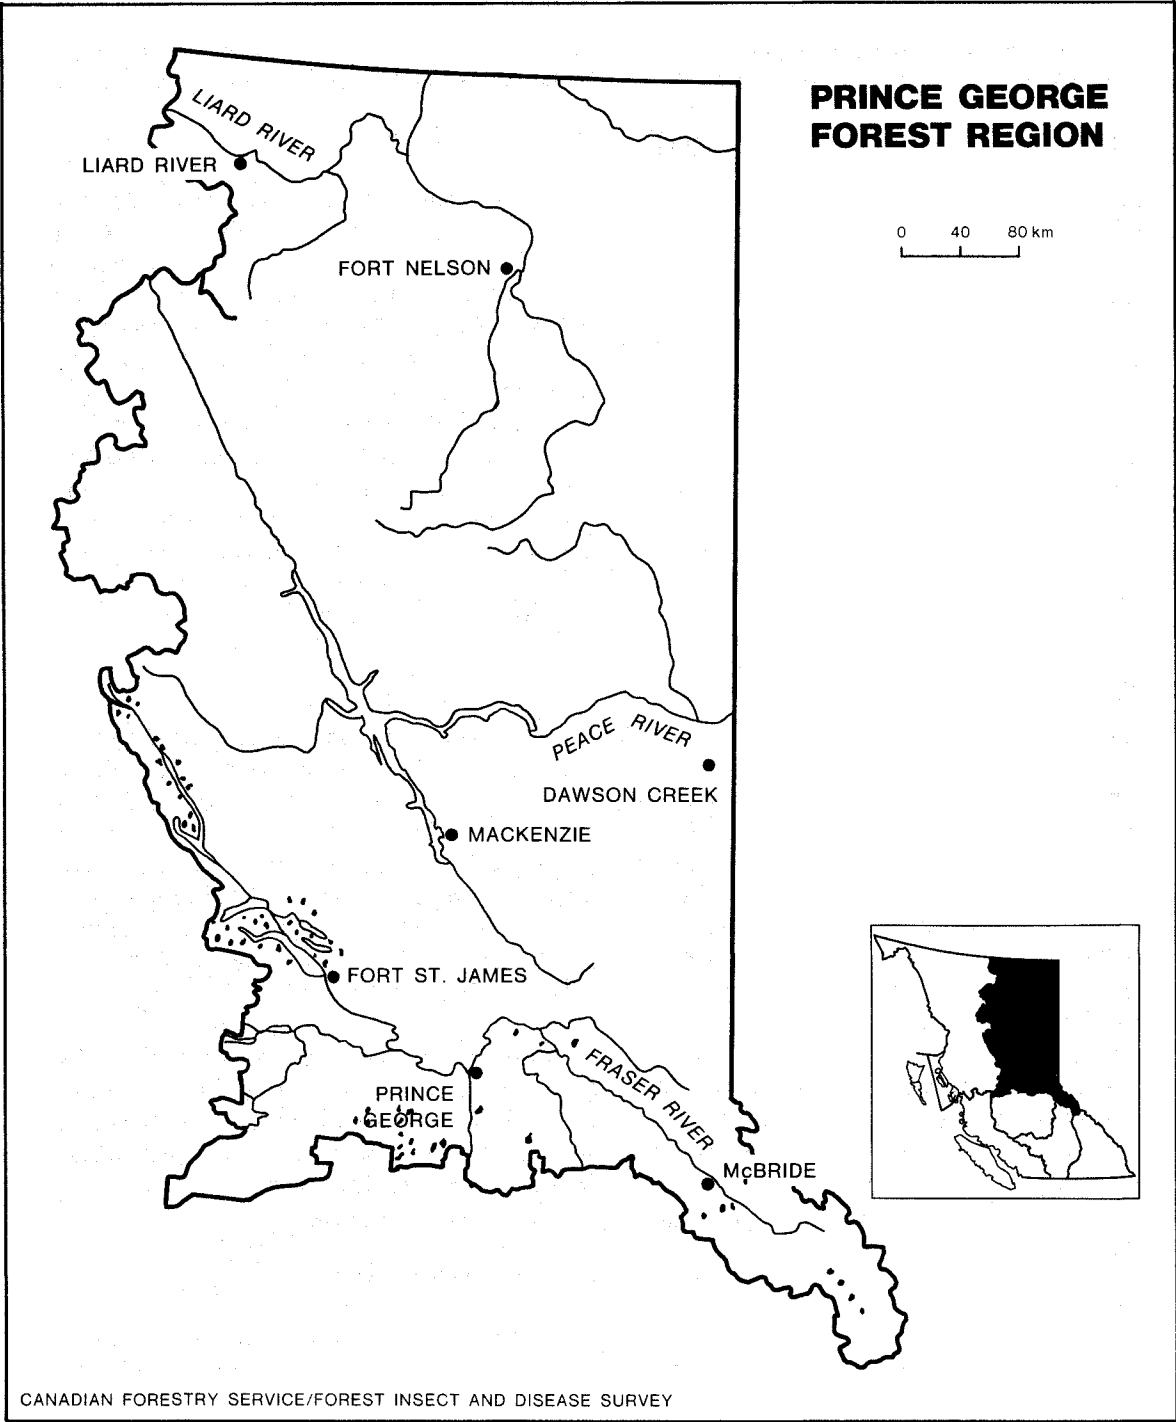 PRINCE GEORGE
FOREST REGION
0 40 80 km
LIARD RIVER
LIARD RIVER
FORT NELSON
PEACE RIVER
DAWSON CREEK
MACKENZIE
FORT ST. JAMES
FRASER RIVER
PRINCE
GEORGE
McBRIDE
CANADIAN FORESTRY SERVICE/FOREST INSECT AND DISEASE SURVEY